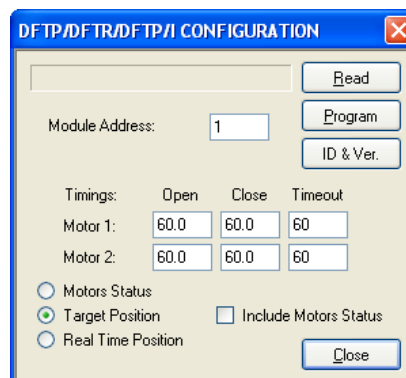 DFTP/DFTR/DFTP/I CONFIGURATION
Read
Module Address: 1
Program
ID & Ver.
Timings: Open Close Timeout
Motor 1: 60.0 60.0 60
Motor 2: 60.0 60.0 60
Motors Status
Target Position Include Motors Status
Real Time Position
Close